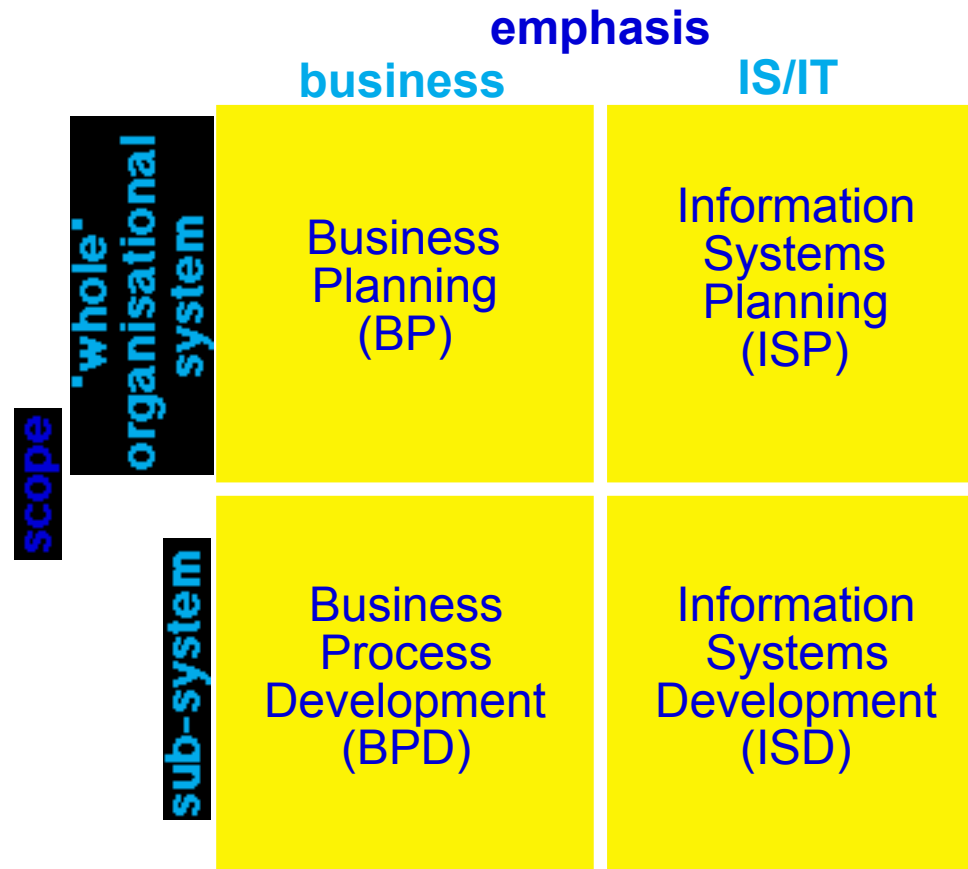 emphasis
business IS/IT
scope
'whole'
organisational
system
Business
Planning
(BP)
Information
Systems
Planning
(ISP)
sub-system
Business
Process
Development
(BPD)
Information
Systems
Development
(ISD)